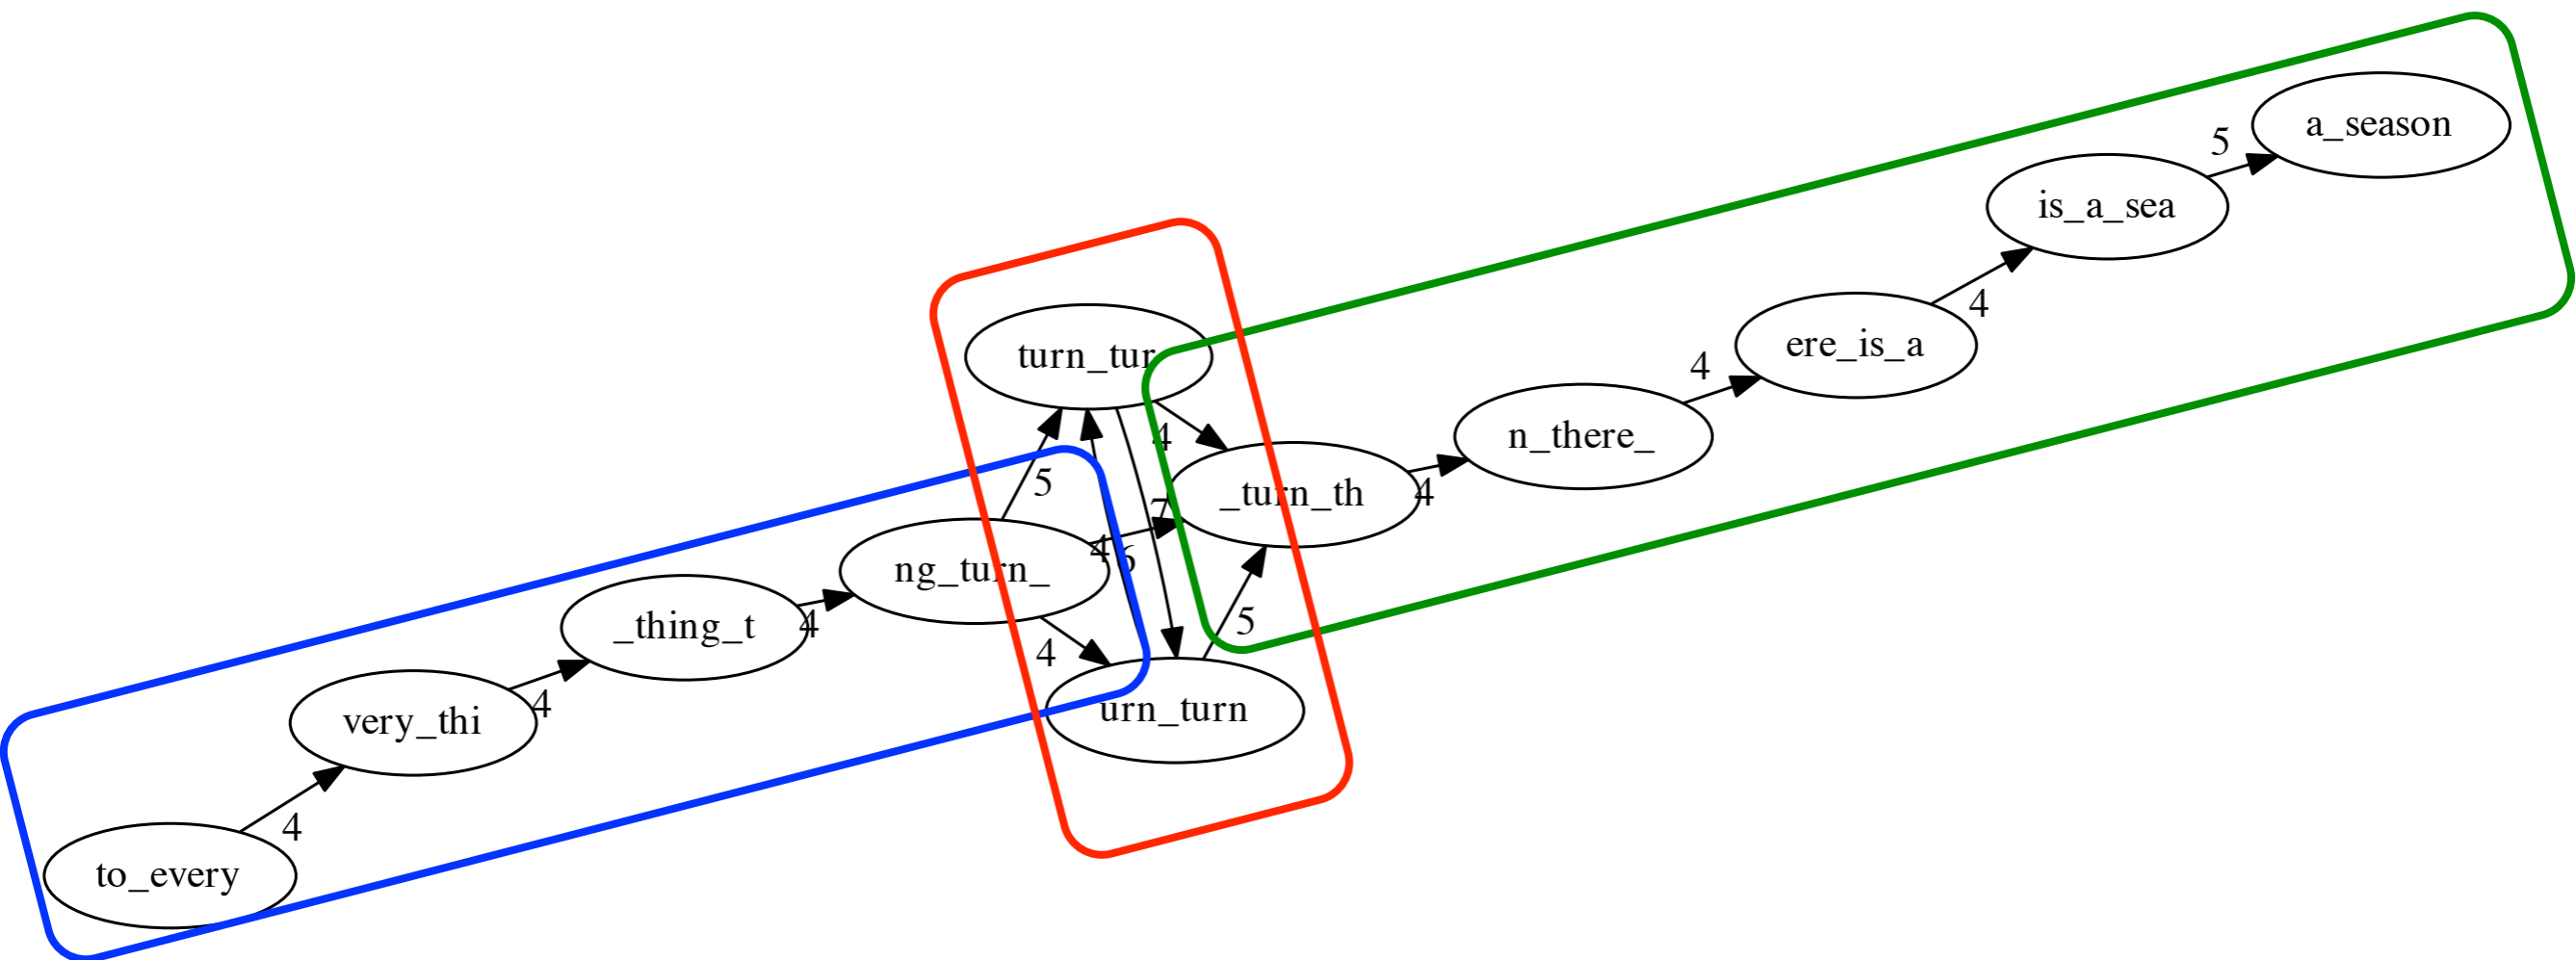 a_season
5
is_a_sea
4
ere_is_a
4
n_there_
turn_tur
4
_turn_th
4
7
5
4
6
ng_turn_
5
4
urn_turn
_thing_t
4
very_thi
4
to_every
4